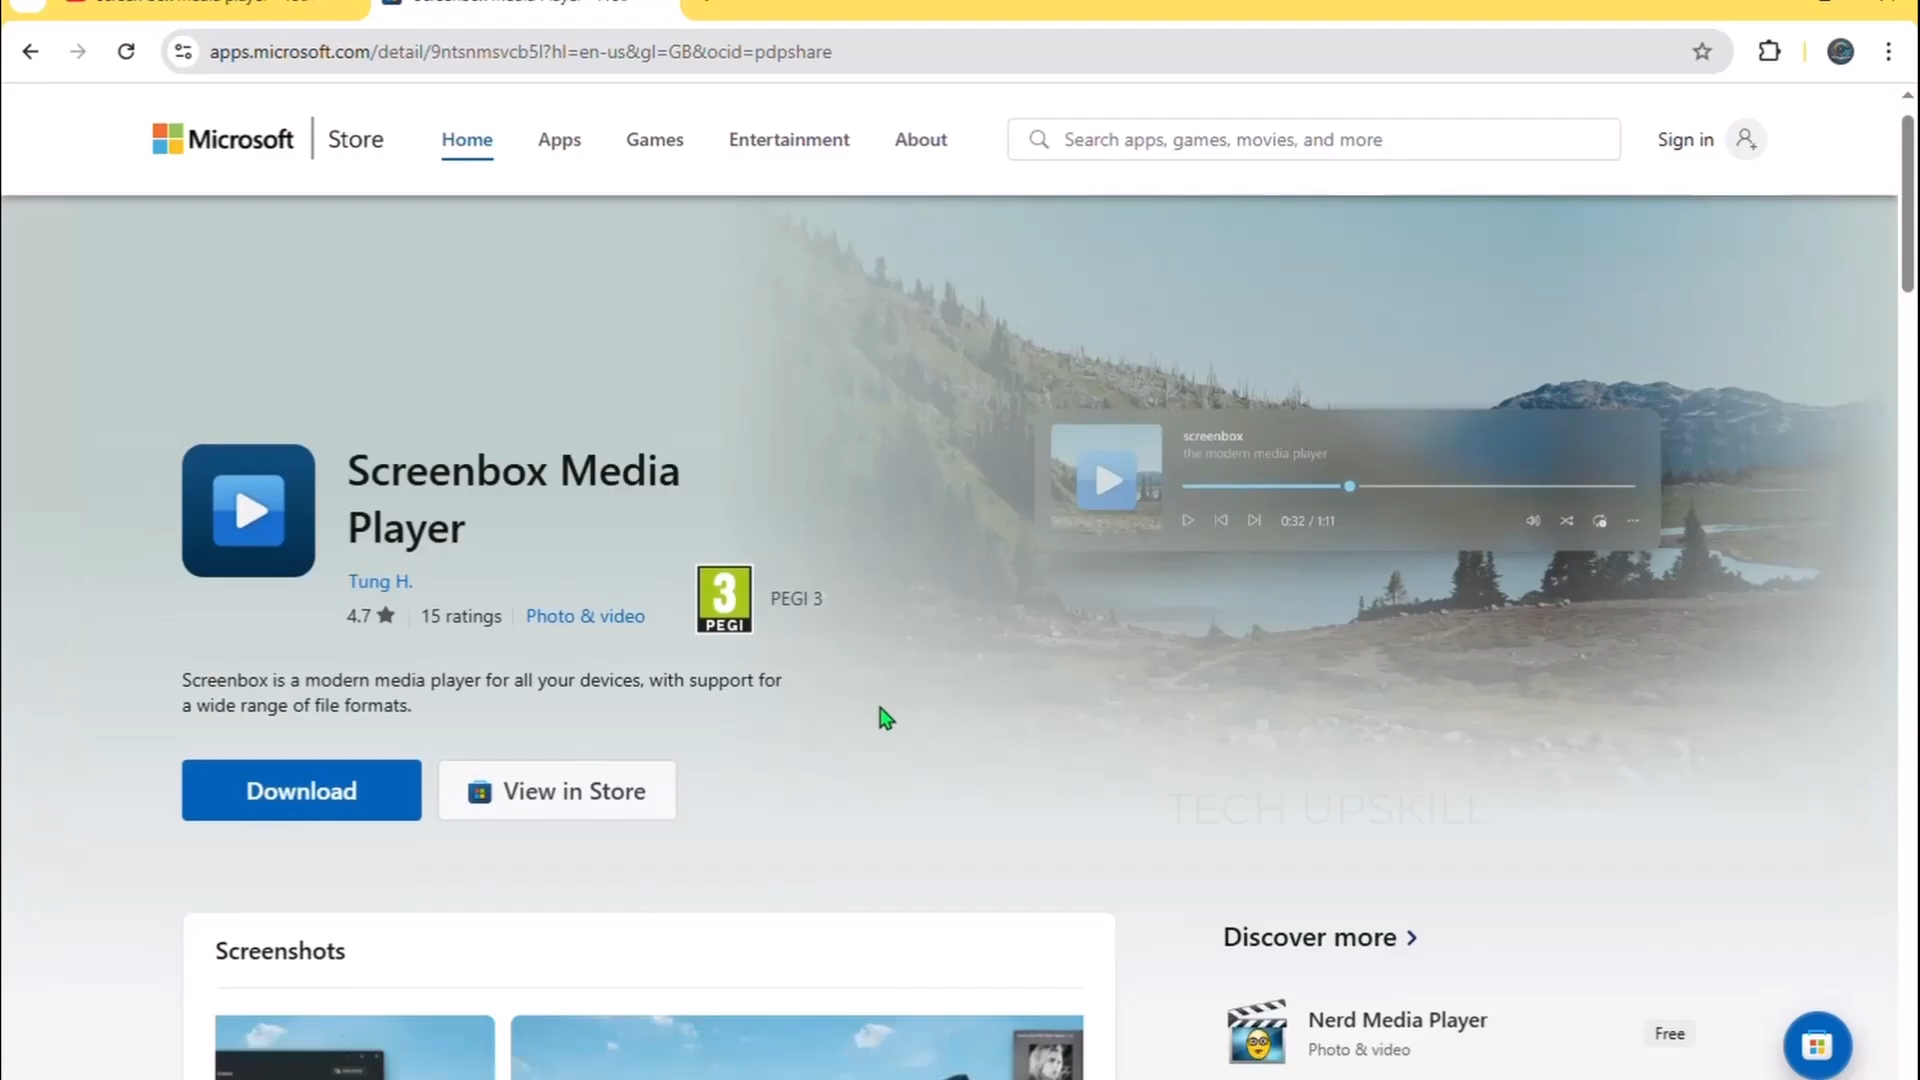 apps.microsoft.com/detail/9ntsnmsvcb5l?hl=en-us&gl=GB&ocid=pdpshare
Microsoft Store Home Apps Games Entertainment About Search apps, games, movies, and more Sign in
screenbox
the modern media player
0:32 / 1:11
Screenbox Media
Player
Tung H.
4.7 ★ 15 ratings Photo & video
3
PEGI
PEGI 3
Screenbox is a modern media player for all your devices, with support for
a wide range of file formats.
Download View in Store
TECH UPSKILL
Screenshots
Discover more
Nerd Media Player
Photo & video
Free